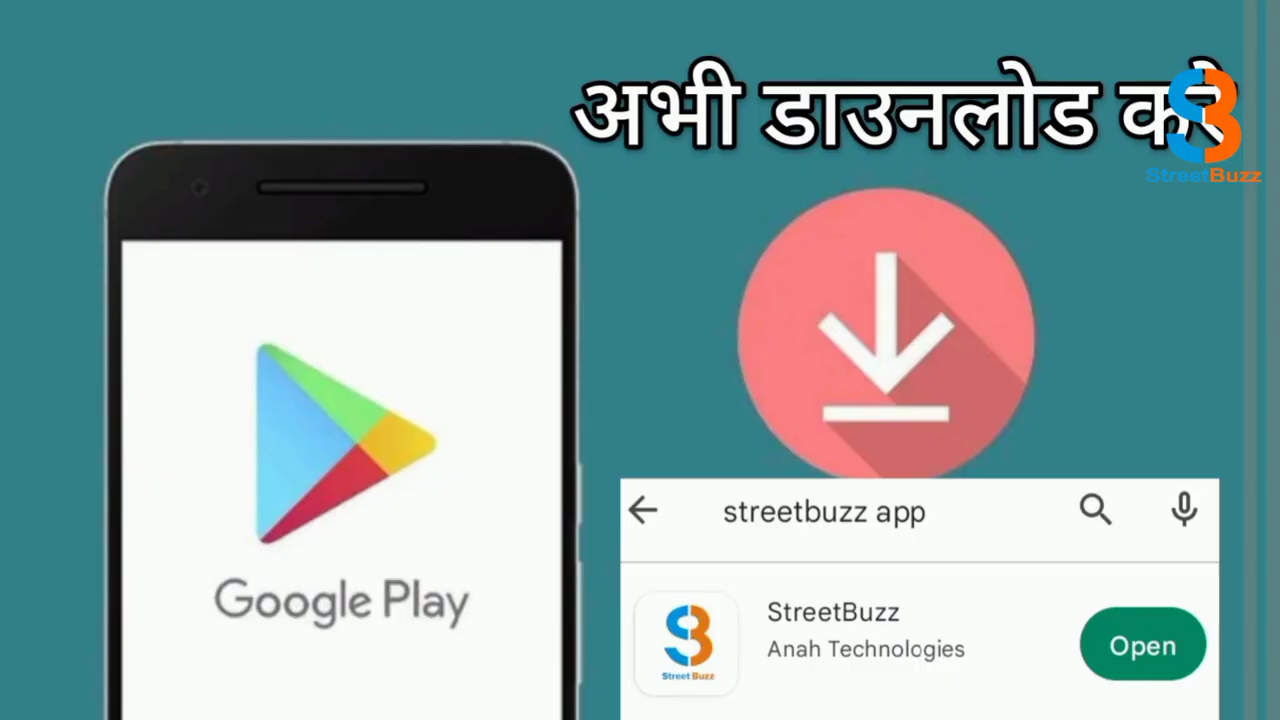 अभी डाउनलोड करे
StreetBuzz
Google Play
streetbuzz app
StreetBuzz
Anah Technologies
Open
Street Buzz